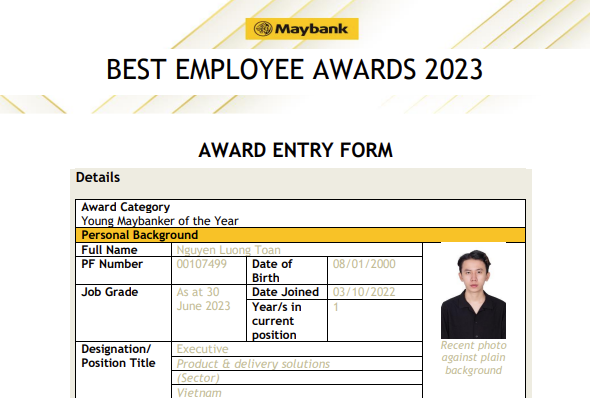 Maybank
BEST EMPLOYEE AWARDS 2023
AWARD ENTRY FORM
Details
Award Category
Young Maybanker of the Year
Personal Background
Full Name Nguyen Luong Toan
PF Number 00107499 Date of Birth 08/01/2000
Job Grade As at 30 June 2023 Date Joined 03/10/2022
Year/s in current position 1
Recent photo
against plain
background
Designation/
Position Title
Executive
Product & delivery solutions
(Sector)
Vietnam